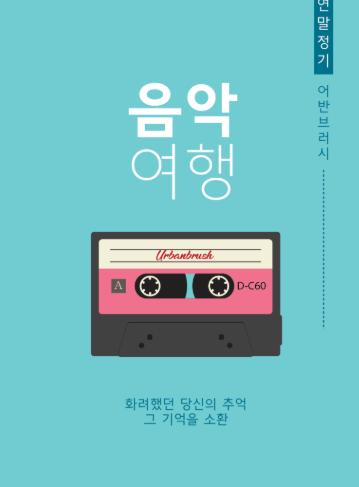 연말정기
어반브러시
음악
여행
Urbanbrush
A
D-C60
화려했던 당신의 추억
그 기억을 소환